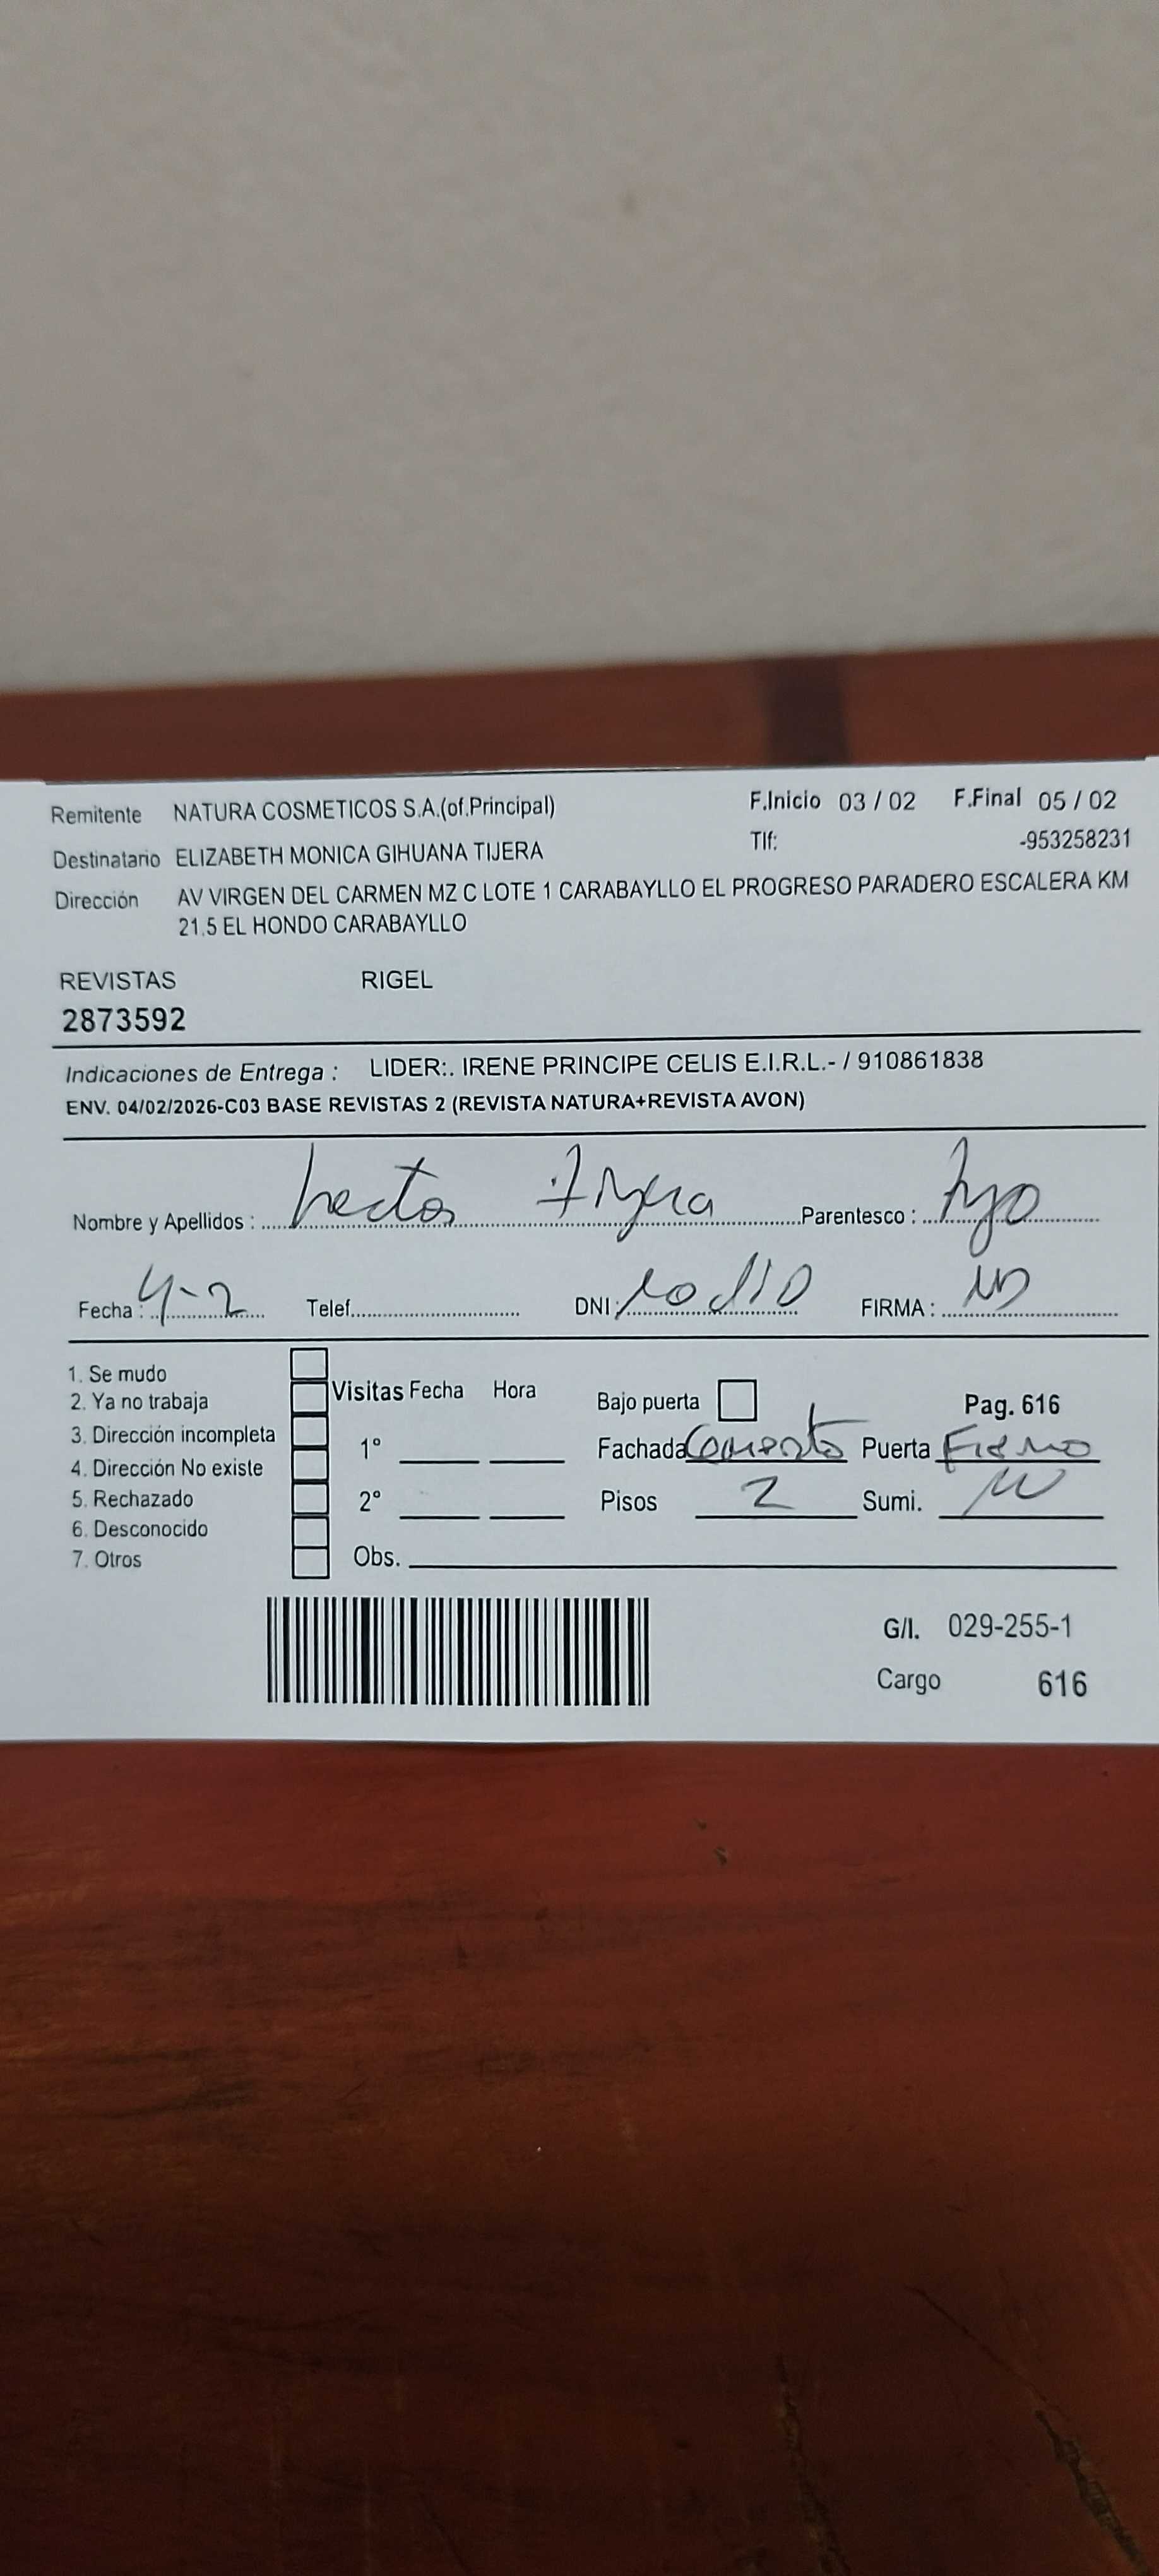 Remitente NATURA COSMETICOS S.A.(of.Principal) F.Inicio 03 / 02 F.Final 05 / 02
Destinatario ELIZABETH MONICA GIHUANA TIJERA Tlf: -953258231
Dirección AV VIRGEN DEL CARMEN MZ C LOTE 1 CARABAYLLO EL PROGRESO PARADERO ESCALERA KM
21.5 EL HONDO CARABAYLLO
REVISTAS RIGEL
2873592
Indicaciones de Entrega : LIDER:. IRENE PRINCIPE CELIS E.I.R.L.- / 910861838
ENV. 04/02/2026-C03 BASE REVISTAS 2 (REVISTA NATURA+REVISTA AVON)
Nombre y Apellidos : hector Parentesco :
Fecha : 4-2 Telef. DNI : FIRMA :
1. Se mudo
2. Ya no trabaja Visitas Fecha Hora Bajo puerta Pag. 616
3. Dirección incompleta 1° Fachada Cemento Puerta Fierro
4. Dirección No existe
5. Rechazado 2° Pisos 2 Sumi.
6. Desconocido
7. Otros Obs.
G/I. 029-255-1
Cargo 616